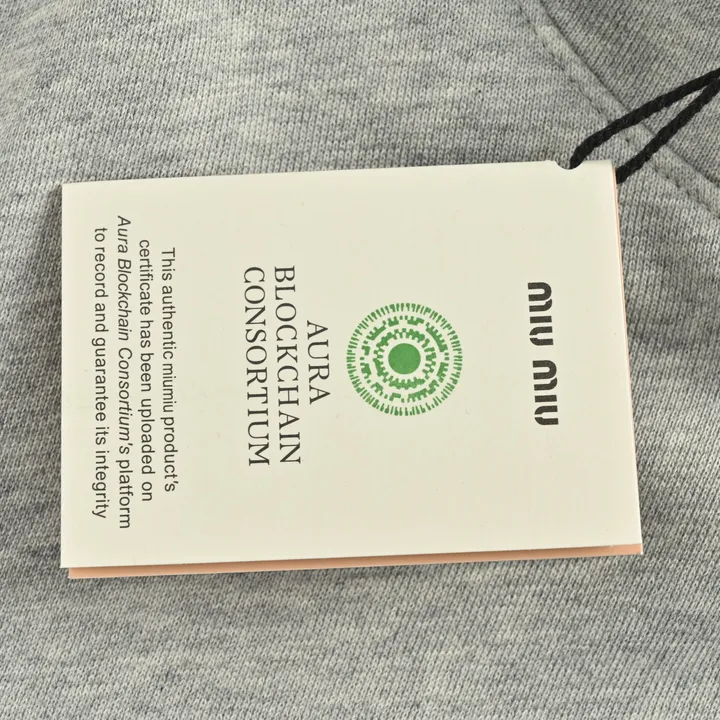 MIU MIU
AURA
BLOCKCHAIN
CONSORTIUM
This authentic miumiu product's
certificate has been uploaded on
Aura Blockchain Consortium's platform
to record and guarantee its integrity